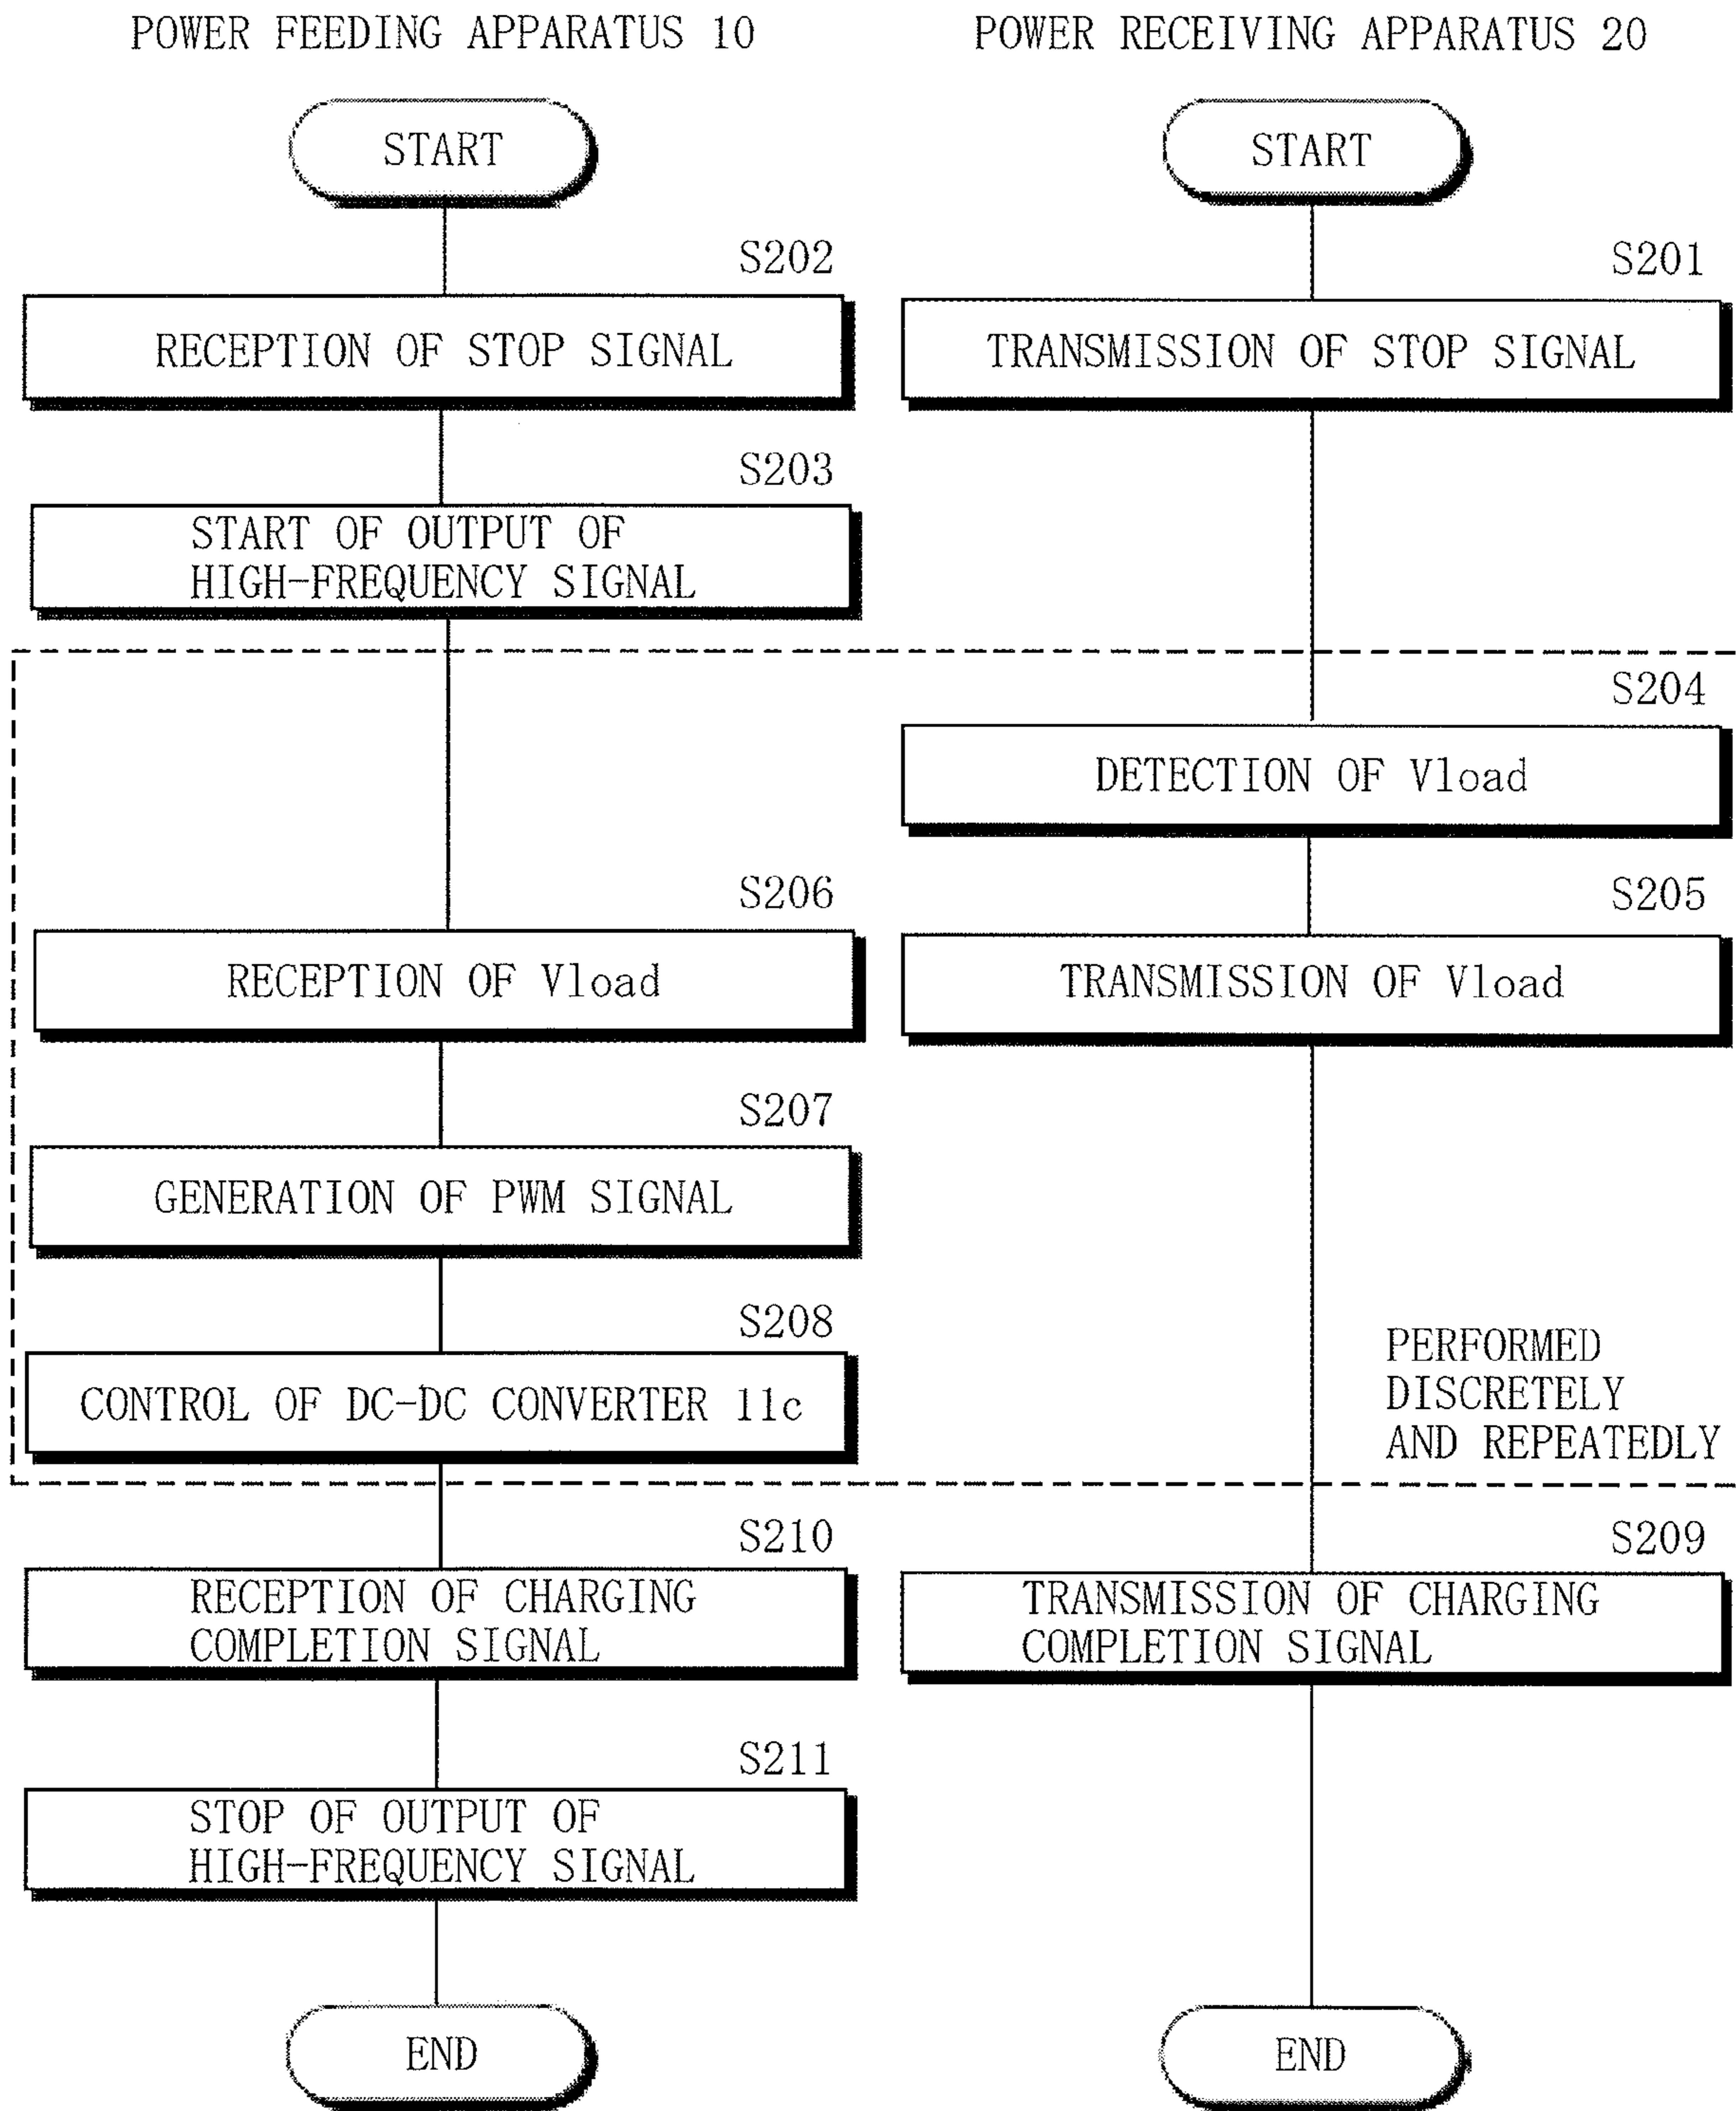 POWER FEEDING APPARATUS 10
POWER RECEIVING APPARATUS 20
START
START
S202
S201
RECEPTION OF STOP SIGNAL
TRANSMISSION OF STOP SIGNAL
S203
START OF OUTPUT OF
HIGH-FREQUENCY SIGNAL
S204
DETECTION OF Vload
S206
S205
RECEPTION OF Vload
TRANSMISSION OF Vload
S207
GENERATION OF PWM SIGNAL
S208
CONTROL OF DC-DC CONVERTER 11c
PERFORMED
DISCRETELY
AND REPEATEDLY
S210
S209
RECEPTION OF CHARGING
COMPLETION SIGNAL
TRANSMISSION OF CHARGING
COMPLETION SIGNAL
S211
STOP OF OUTPUT OF
HIGH-FREQUENCY SIGNAL
END
END